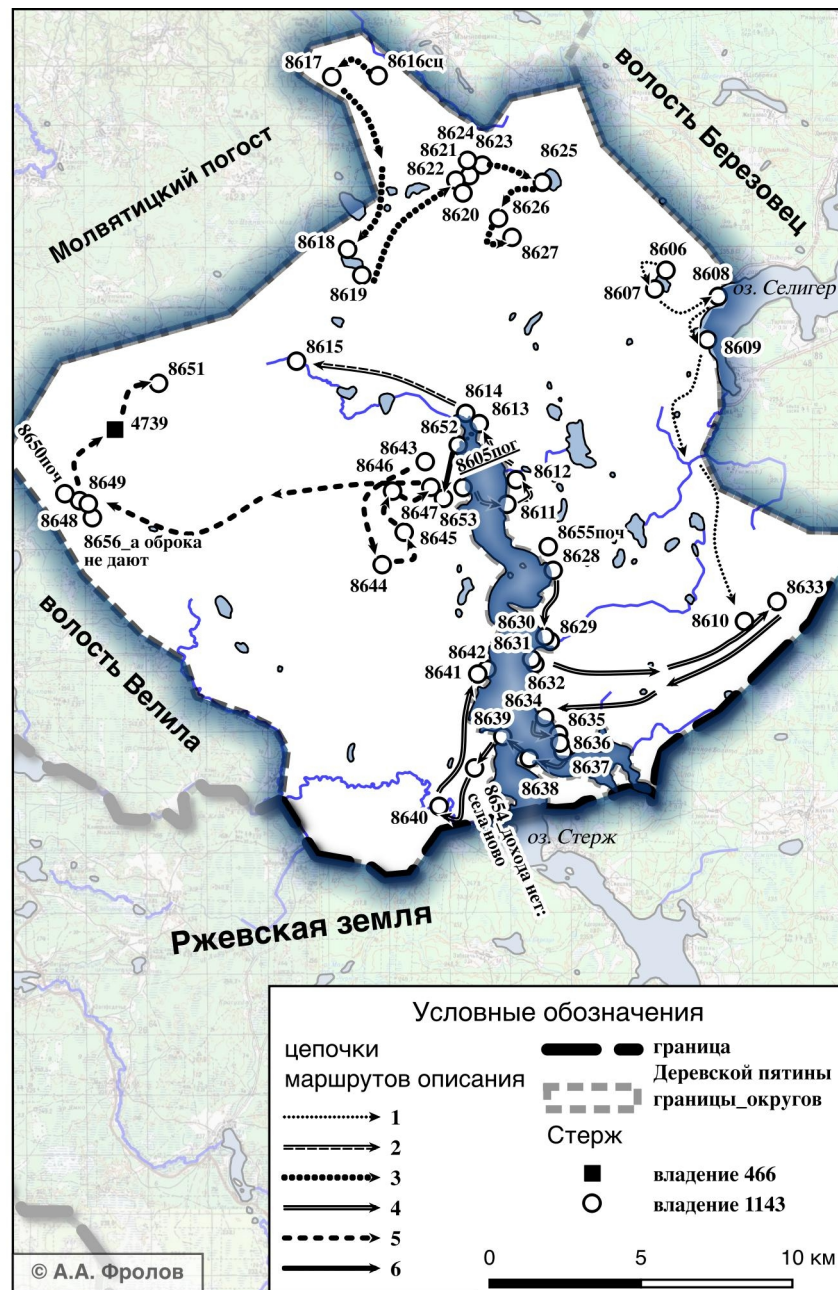 8617
8616сц
волость Березовец
8624
8623
8621
8622
8625
Молвятицкий погост
8620
8626
8627
8618
8619
8606
8607
8608
оз. Селигер
8609
8615
8651
8614
8613
4739
8652
8605пог
8643
8612
8646
8650поч
8649
8648
8647
8653
8611
8656_а оброка
не дают
8645
8655поч
8644
8628
8633
8610
8630
8629
8631
волость Велила
8642
8641
8632
8634
8639
8635
8636
8637
8638
8640
8654_дохода нет:
села ново
оз. Стерж
Ржевская земля
Условные обозначения
цепочки
маршрутов описания
1
2
3
4
5
6
граница
Деревской пятины
границы_округов
Стерж
владение 466
владение 1143
0 5 10 км
© А.А. Фролов